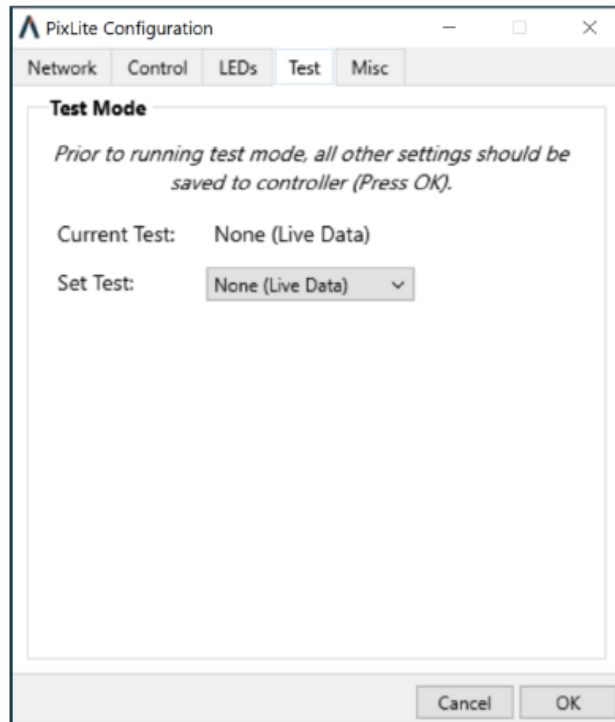 PixLite Configuration
Network Control LEDs Test Misc
Test Mode
Prior to running test mode, all other settings should be
saved to controller (Press OK).
Current Test: None (Live Data)
Set Test: None (Live Data)
Cancel OK